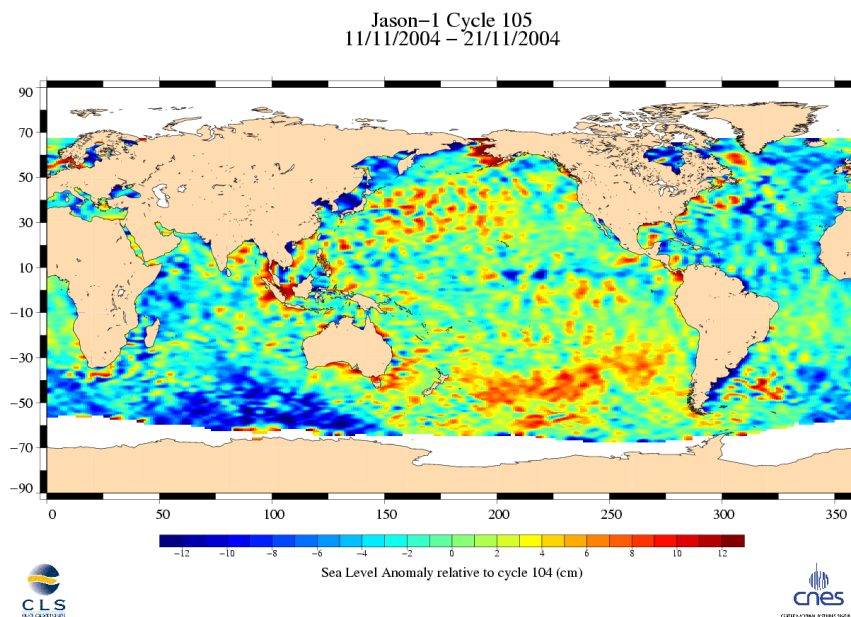 Jason−1 Cycle 105
11/11/2004 − 21/11/2004
90
70
50
30
10
−10
−30
−50
−70
−90
0 50 100 150 200 250 300 350
−12 −10 −8 −6 −4 −2 0 2 4 6 8 10 12
Sea Level Anomaly relative to cycle 104 (cm)
CLS
cnes